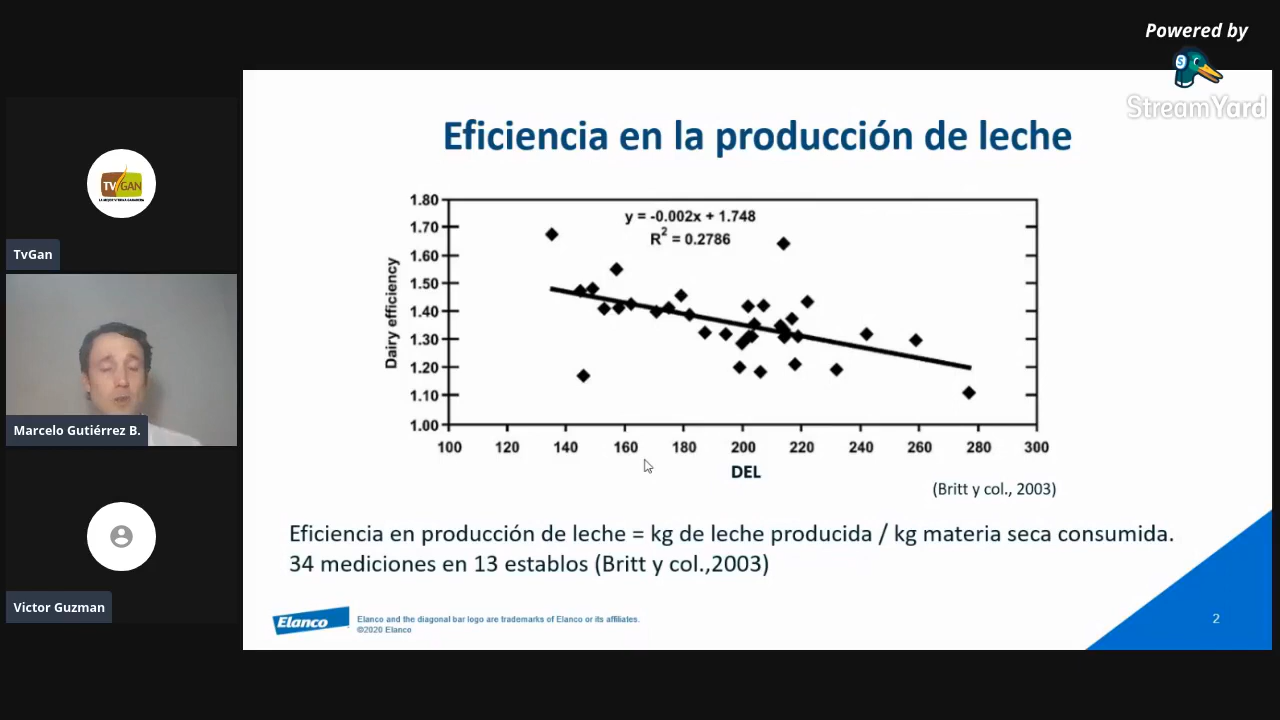 Powered by
StreamYard
TV GAN
TvGan
Marcelo Gutiérrez B.
Victor Guzman
Eficiencia en la producción de leche
y = -0.002x + 1.748
R2 = 0.2786
Dairy efficiency
1.80
1.70
1.60
1.50
1.40
1.30
1.20
1.10
1.00
100 120 140 160 180 200 220 240 260 280 300
DEL
(Britt y col., 2003)
Eficiencia en producción de leche = kg de leche producida / kg materia seca consumida.
34 mediciones en 13 establos (Britt y col.,2003)
Elanco
Elanco and the diagonal bar logo are trademarks of Elanco or its affiliates.
©2020 Elanco
2